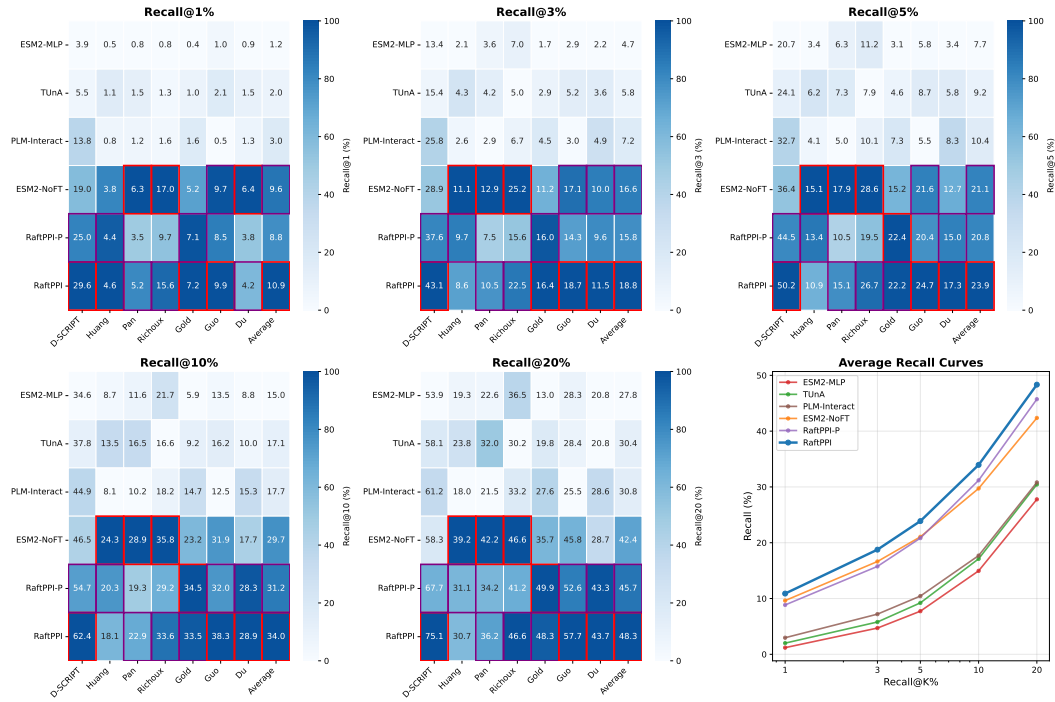 Recall@1%
ESM2-MLP 3.9 0.5 0.8 0.8 0.4 1.0 0.9 1.2
TUnA 5.5 1.1 1.5 1.3 1.0 2.1 1.5 2.0
PLM-Interact 13.8 0.8 1.2 1.6 1.6 0.5 1.3 3.0
ESM2-NoFT 19.0 3.8 6.3 17.0 5.2 9.7 6.4 9.6
RaftPPI-P 25.0 4.4 3.5 9.7 7.1 8.5 3.8 8.8
RaftPPI 29.6 4.6 5.2 15.6 7.2 9.9 4.2 10.9
D-SCRIPT Huang Pan Richoux Gold Guo Du Average
100
80
60
40
20
0
Recall@1 (%)
Recall@3%
ESM2-MLP 13.4 2.1 3.6 7.0 1.7 2.9 2.2 4.7
TUnA 15.4 4.3 4.2 5.0 2.9 5.2 3.6 5.8
PLM-Interact 25.8 2.6 2.9 6.7 4.5 3.0 4.9 7.2
ESM2-NoFT 28.9 11.1 12.9 25.2 11.2 17.1 10.0 16.6
RaftPPI-P 37.6 9.7 7.5 15.6 16.0 14.3 9.6 15.8
RaftPPI 43.1 8.6 10.5 22.5 16.4 18.7 11.5 18.8
D-SCRIPT Huang Pan Richoux Gold Guo Du Average
100
80
60
40
20
0
Recall@3 (%)
Recall@5%
ESM2-MLP 20.7 3.4 6.3 11.2 3.1 5.8 3.4 7.7
TUnA 24.1 6.2 7.3 7.9 4.6 8.7 5.8 9.2
PLM-Interact 32.7 4.1 5.0 10.1 7.3 5.5 8.3 10.4
ESM2-NoFT 36.4 15.1 17.9 28.6 15.2 21.6 12.7 21.1
RaftPPI-P 44.5 13.4 10.5 19.5 22.4 20.4 15.0 20.8
RaftPPI 50.2 10.9 15.1 26.7 22.2 24.7 17.3 23.9
D-SCRIPT Huang Pan Richoux Gold Guo Du Average
100
80
60
40
20
0
Recall@5 (%)
Recall@10%
ESM2-MLP 34.6 8.7 11.6 21.7 5.9 13.5 8.8 15.0
TUnA 37.8 13.5 16.5 16.6 9.2 16.2 10.0 17.1
PLM-Interact 44.9 8.1 10.2 18.2 14.7 12.5 15.3 17.7
ESM2-NoFT 46.5 24.3 28.9 35.8 23.2 31.9 17.7 29.7
RaftPPI-P 54.7 20.3 19.3 29.2 34.5 32.0 28.3 31.2
RaftPPI 62.4 18.1 22.9 33.6 33.5 38.3 28.9 34.0
D-SCRIPT Huang Pan Richoux Gold Guo Du Average
100
80
60
40
20
0
Recall@10 (%)
Recall@20%
ESM2-MLP 53.9 19.3 22.6 36.5 13.0 28.3 20.8 27.8
TUnA 58.1 23.8 32.0 30.2 19.8 28.4 20.8 30.4
PLM-Interact 61.2 18.0 21.5 33.2 27.6 25.5 28.6 30.8
ESM2-NoFT 58.3 39.2 42.2 46.6 35.7 45.8 28.7 42.4
RaftPPI-P 67.7 31.1 34.2 41.2 49.9 52.6 43.3 45.7
RaftPPI 75.1 30.7 36.2 46.6 48.3 57.7 43.7 48.3
D-SCRIPT Huang Pan Richoux Gold Guo Du Average
100
80
60
40
20
0
Recall@20 (%)
Average Recall Curves
ESM2-MLP
TUnA
PLM-Interact
ESM2-NoFT
RaftPPI-P
RaftPPI
50
40
30
20
10
0
Recall (%)
1 3 5 10 20
Recall@K%